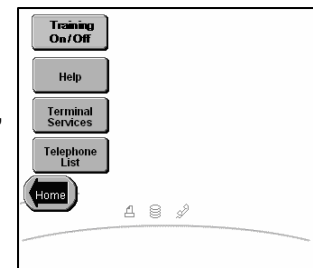 Training
On/Off
Help
Terminal
Services
Telephone
List
Home